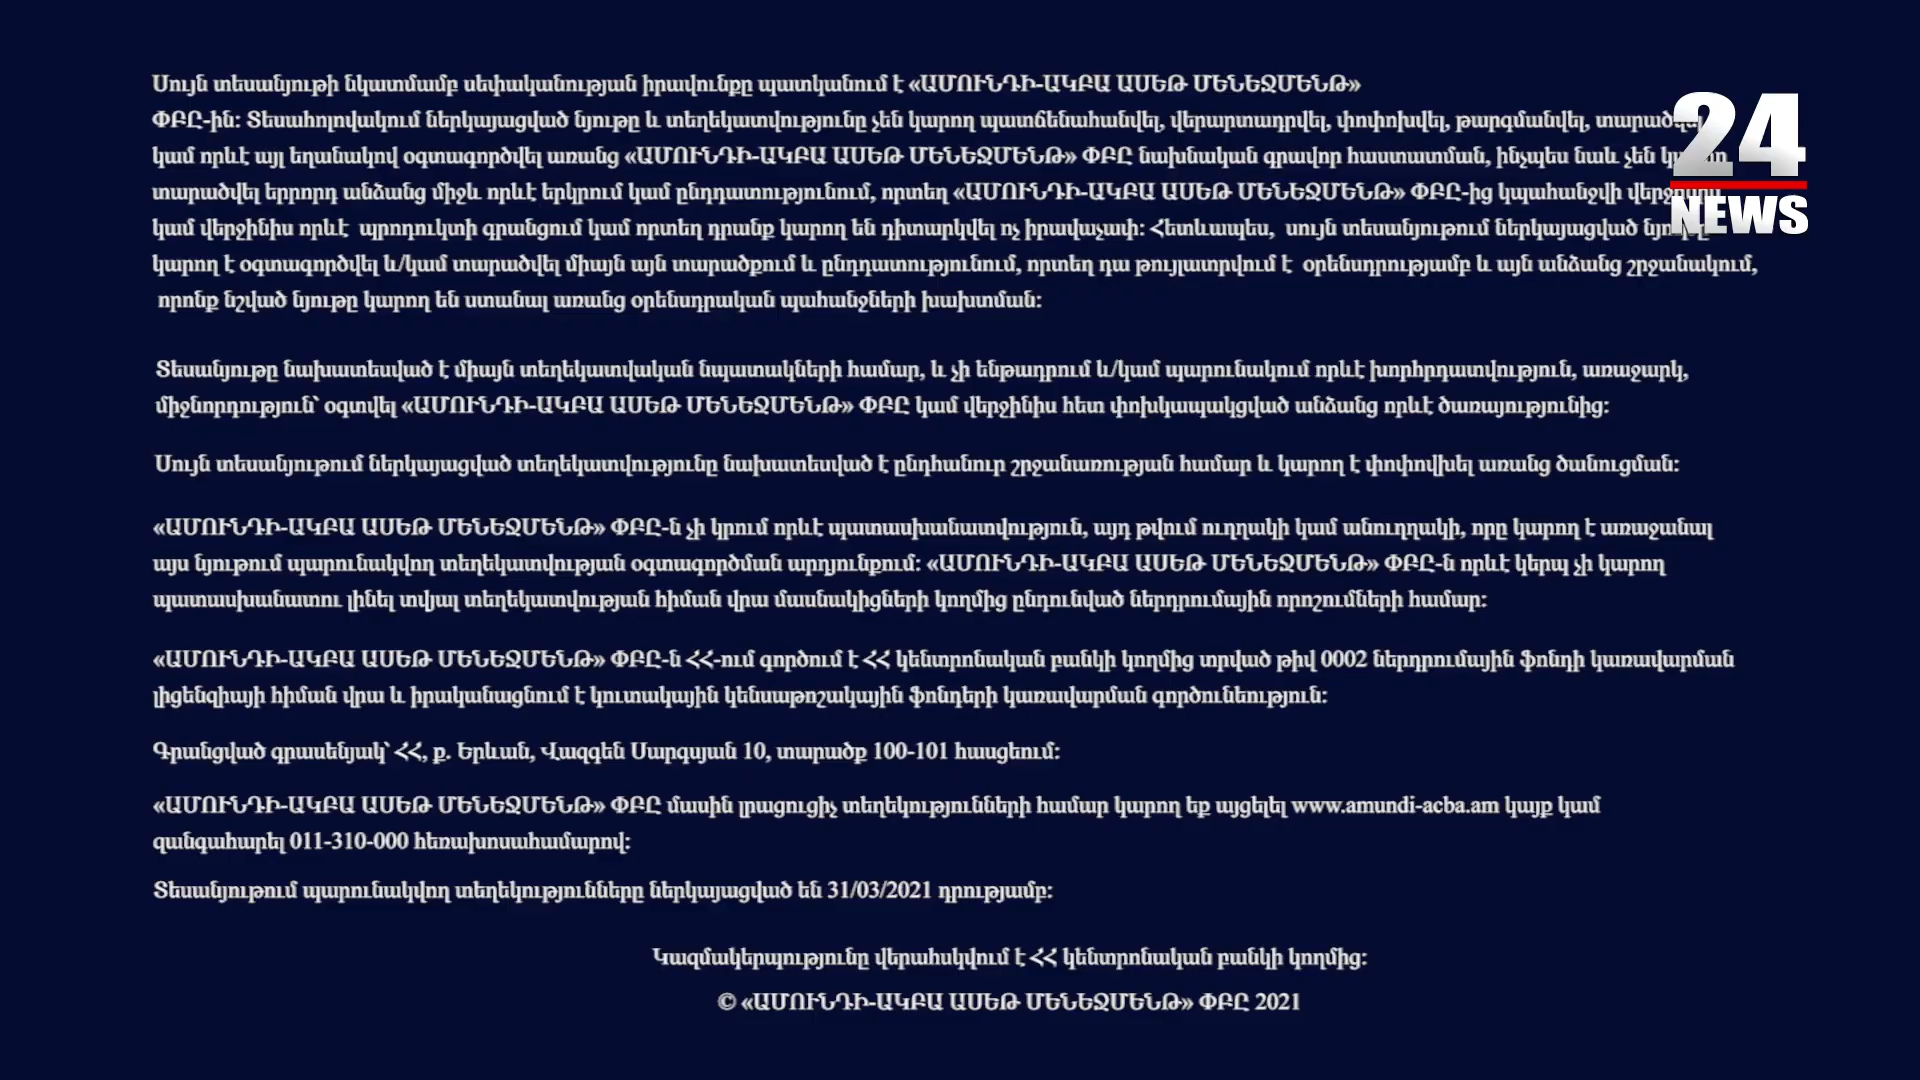 Սույն տեսանյութի նկատմամբ սեփականության իրավունքը պատկանում է «ԱՄՈՒՆԴԻ-ԱԿԲԱ ԱՍԵԹ ՄԵՆԵՋՄԵՆԹ»
ՓԲԸ-ին: Տեսահոլովակում ներկայացված նյութը և տեղեկատվությունը չեն կարող պատճենահանվել, վերարտադրվել, փոփոխվել, թարգմանվել, տարածվել
կամ որևէ այլ եղանակով օգտագործվել առանց «ԱՄՈՒՆԴԻ-ԱԿԲԱ ԱՍԵԹ ՄԵՆԵՋՄԵՆԹ» ՓԲԸ նախնական գրավոր հաստատման, ինչպես նաև չեն
տարածվել երրորդ անձանց միջև որևէ երկրում կամ ընդդատությունում, որտեղ «ԱՄՈՒՆԴԻ-ԱԿԲԱ ԱՍԵԹ ՄԵՆԵՋՄԵՆԹ» ՓԲԸ-ից կպահանջվի
կամ վերջինիս որևէ պրոդուկտի գրանցում կամ որտեղ դրանք կարող են դիտարկվել ոչ իրավաչափ: Հետևապես, սույն տեսանյութում ներկայացված
կարող է օգտագործվել և/կամ տարածվել միայն այն տարածքում և ընդդատությունում, որտեղ դա թույլատրվում է օրենսդրությամբ և այն անձանց շրջանակում,
որոնք նշված նյութը կարող են ստանալ առանց օրենսդրական պահանջների խախտման:
Տեսանյութը նախատեսված է միայն տեղեկատվական նպատակների համար, և չի ենթադրում և/կամ պարունակում որևէ խորհրդատվություն, առաջարկ,
միջնորդություն՝ օգտվել «ԱՄՈՒՆԴԻ-ԱԿԲԱ ԱՍԵԹ ՄԵՆԵՋՄԵՆԹ» ՓԲԸ կամ վերջինիս հետ փոխկապակցված անձանց որևէ ծառայությունից:
Սույն տեսանյութում ներկայացված տեղեկատվությունը նախատեսված է ընդհանուր շրջանառության համար և կարող է փոփովխել առանց ծանուցման:
«ԱՄՈՒՆԴԻ-ԱԿԲԱ ԱՍԵԹ ՄԵՆԵՋՄԵՆԹ» ՓԲԸ-ն չի կրում որևէ պատասխանատվություն, այդ թվում ուղղակի կամ անուղղակի, որը կարող է առաջանալ
այս նյութում պարունակվող տեղեկատվության օգտագործման արդյունքում: «ԱՄՈՒՆԴԻ-ԱԿԲԱ ԱՍԵԹ ՄԵՆԵՋՄԵՆԹ» ՓԲԸ-ն որևէ կերպ չի կարող
պատասխանատու լինել տվյալ տեղեկատվության հիման վրա մասնակիցների կողմից ընդունված ներդրումային որոշումների համար:
«ԱՄՈՒՆԴԻ-ԱԿԲԱ ԱՍԵԹ ՄԵՆԵՋՄԵՆԹ» ՓԲԸ-ն ՀՀ-ում գործում է ՀՀ կենտրոնական բանկի կողմից տրված թիվ 0002 ներդրումային ֆոնդի կառավարման
լիցենզիայի հիման վրա և իրականացնում է կուտակային կենսաթոշակային ֆոնդերի կառավարման գործունեություն:
Գրանցված գրասենյակ՝ ՀՀ, ք. Երևան, Վազգեն Սարգսյան 10, տարածք 100-101 հասցեում:
«ԱՄՈՒՆԴԻ-ԱԿԲԱ ԱՍԵԹ ՄԵՆԵՋՄԵՆԹ» ՓԲԸ մասին լրացուցիչ տեղեկությունների համար կարող եք այցելել www.amundi-acba.am կայք կամ
զանգահարել 011-310-000 հեռախոսահամարով:
Տեսանյութում պարունակվող տեղեկությունները ներկայացված են 31/03/2021 դրությամբ:
Կազմակերպությունը վերահսկվում է ՀՀ կենտրոնական բանկի կողմից:
© «ԱՄՈՒՆԴԻ-ԱԿԲԱ ԱՍԵԹ ՄԵՆԵՋՄԵՆԹ» ՓԲԸ 2021
24
NEWS